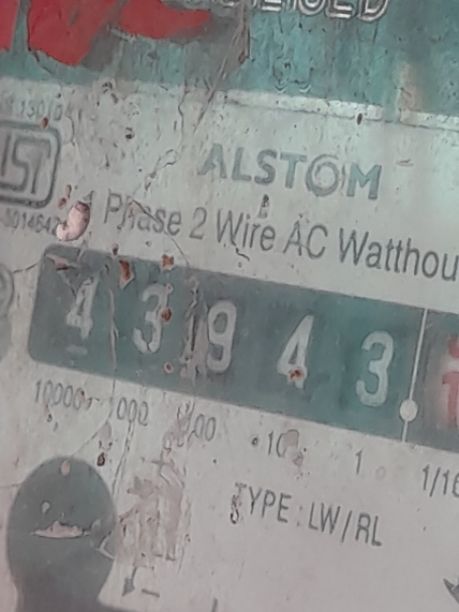 ALSTOM
1 Phase 2 Wire AC Watthou
4 3 9 4 3
10000 1000 100 10 1 1/10
TYPE : LW/RL